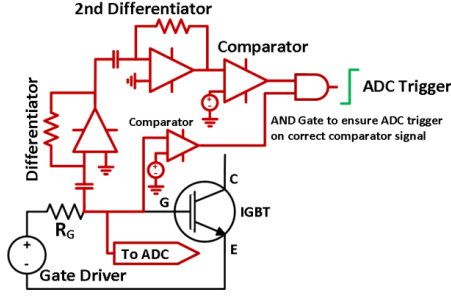 2nd Differentiator
Comparator
ADC Trigger
Differentiator
Comparator
AND Gate to ensure ADC trigger
on correct comparator signal
C
G
IGBT
RG
E
To ADC
+
-
Gate Driver